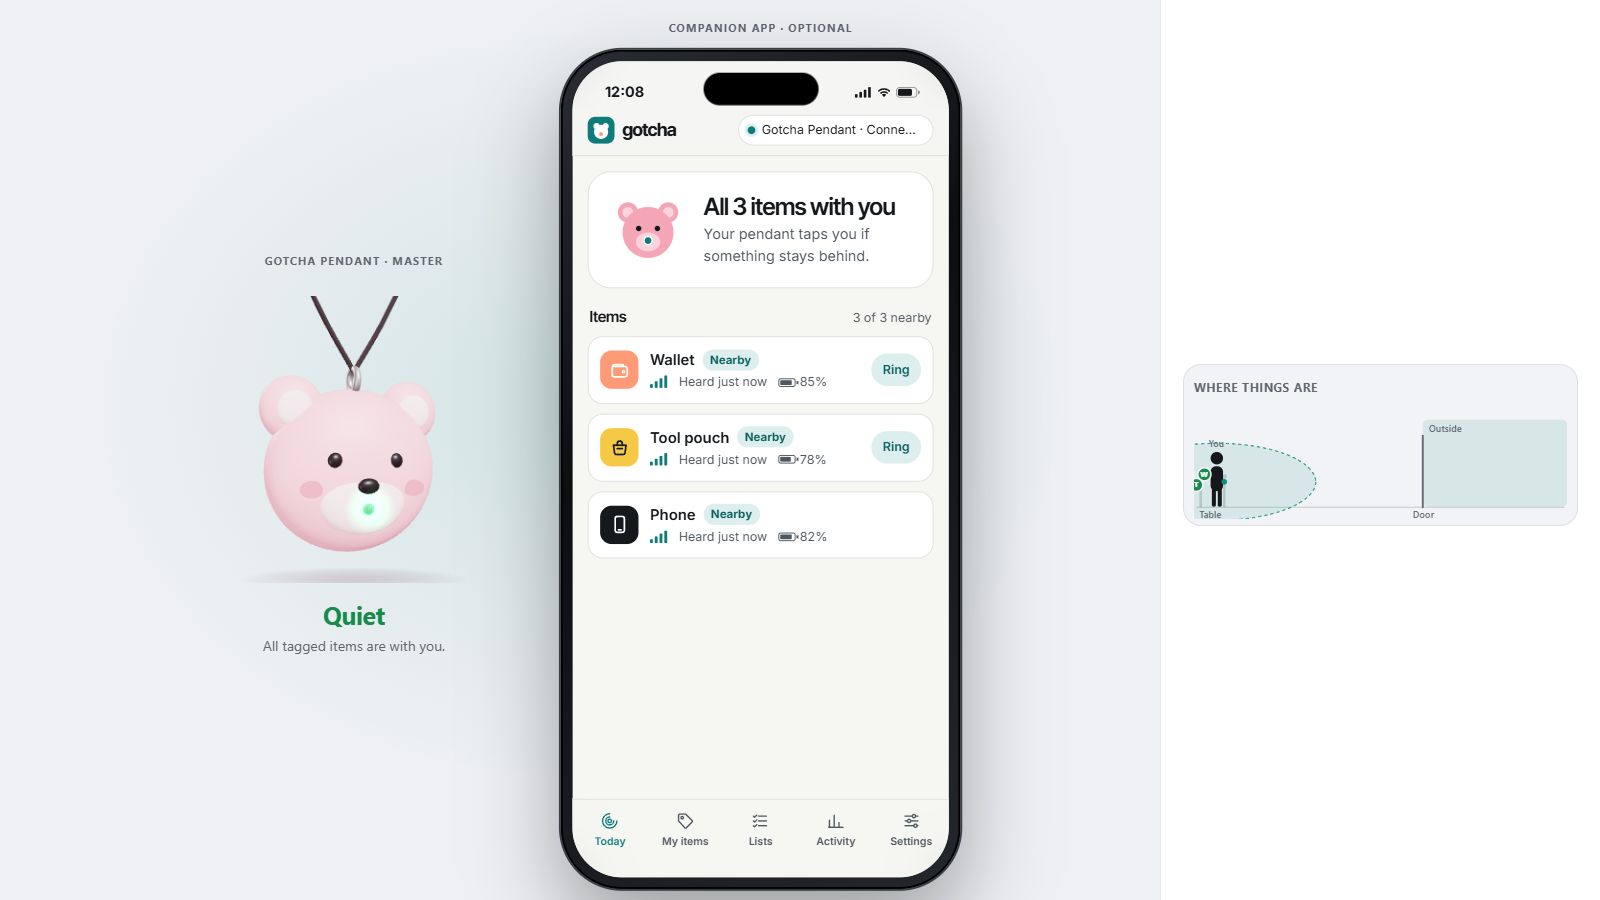 COMPANION APP · OPTIONAL
12:08
gotcha
Gotcha Pendant · Conne...
All 3 items with you
Your pendant taps you if
something stays behind.
GOTCHA PENDANT · MASTER
Quiet
All tagged items are with you.
Items
3 of 3 nearby
Wallet
Nearby
Heard just now
85%
Ring
Tool pouch
Nearby
Heard just now
78%
Ring
Phone
Nearby
Heard just now
82%
Today
My items
Lists
Activity
Settings
WHERE THINGS ARE
Outside
You
W
T
Table
Door